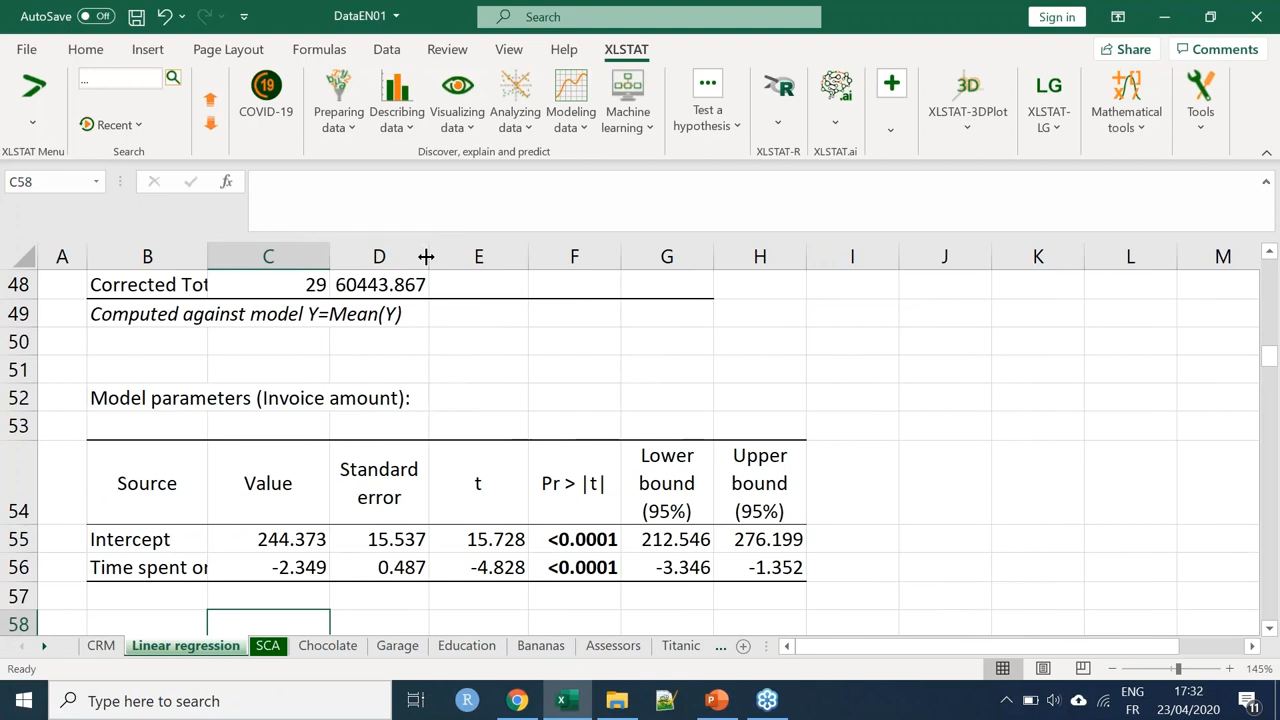 AutoSave Off DataEN01 Search Sign in
File Home Insert Page Layout Formulas Data Review View Help XLSTAT Share Comments
...
Recent
COVID-19
Preparing data
Describing data
Visualizing data
Analyzing data
Modeling data
Machine learning
Test a hypothesis
.ai
3D
XLSTAT-3DPlot
LG
XLSTAT-LG
Mathematical tools
Tools
XLSTAT Menu Search Discover, explain and predict XLSTAT-R XLSTAT.ai
C58 fx
A B C D E F G H I J K L M
48 Corrected Tot 29 60443.867
49 Computed against model Y=Mean(Y)
50
51
52 Model parameters (Invoice amount):
53
54 Source Value Standard error t Pr > |t| Lower bound (95%) Upper bound (95%)
55 Intercept 244.373 15.537 15.728 <0.0001 212.546 276.199
56 Time spent or -2.349 0.487 -4.828 <0.0001 -3.346 -1.352
57
58
CRM Linear regression SCA Chocolate Garage Education Bananas Assessors Titanic ...
Ready 145%
Type here to search R ENG 17:32
FR 23/04/2020 11